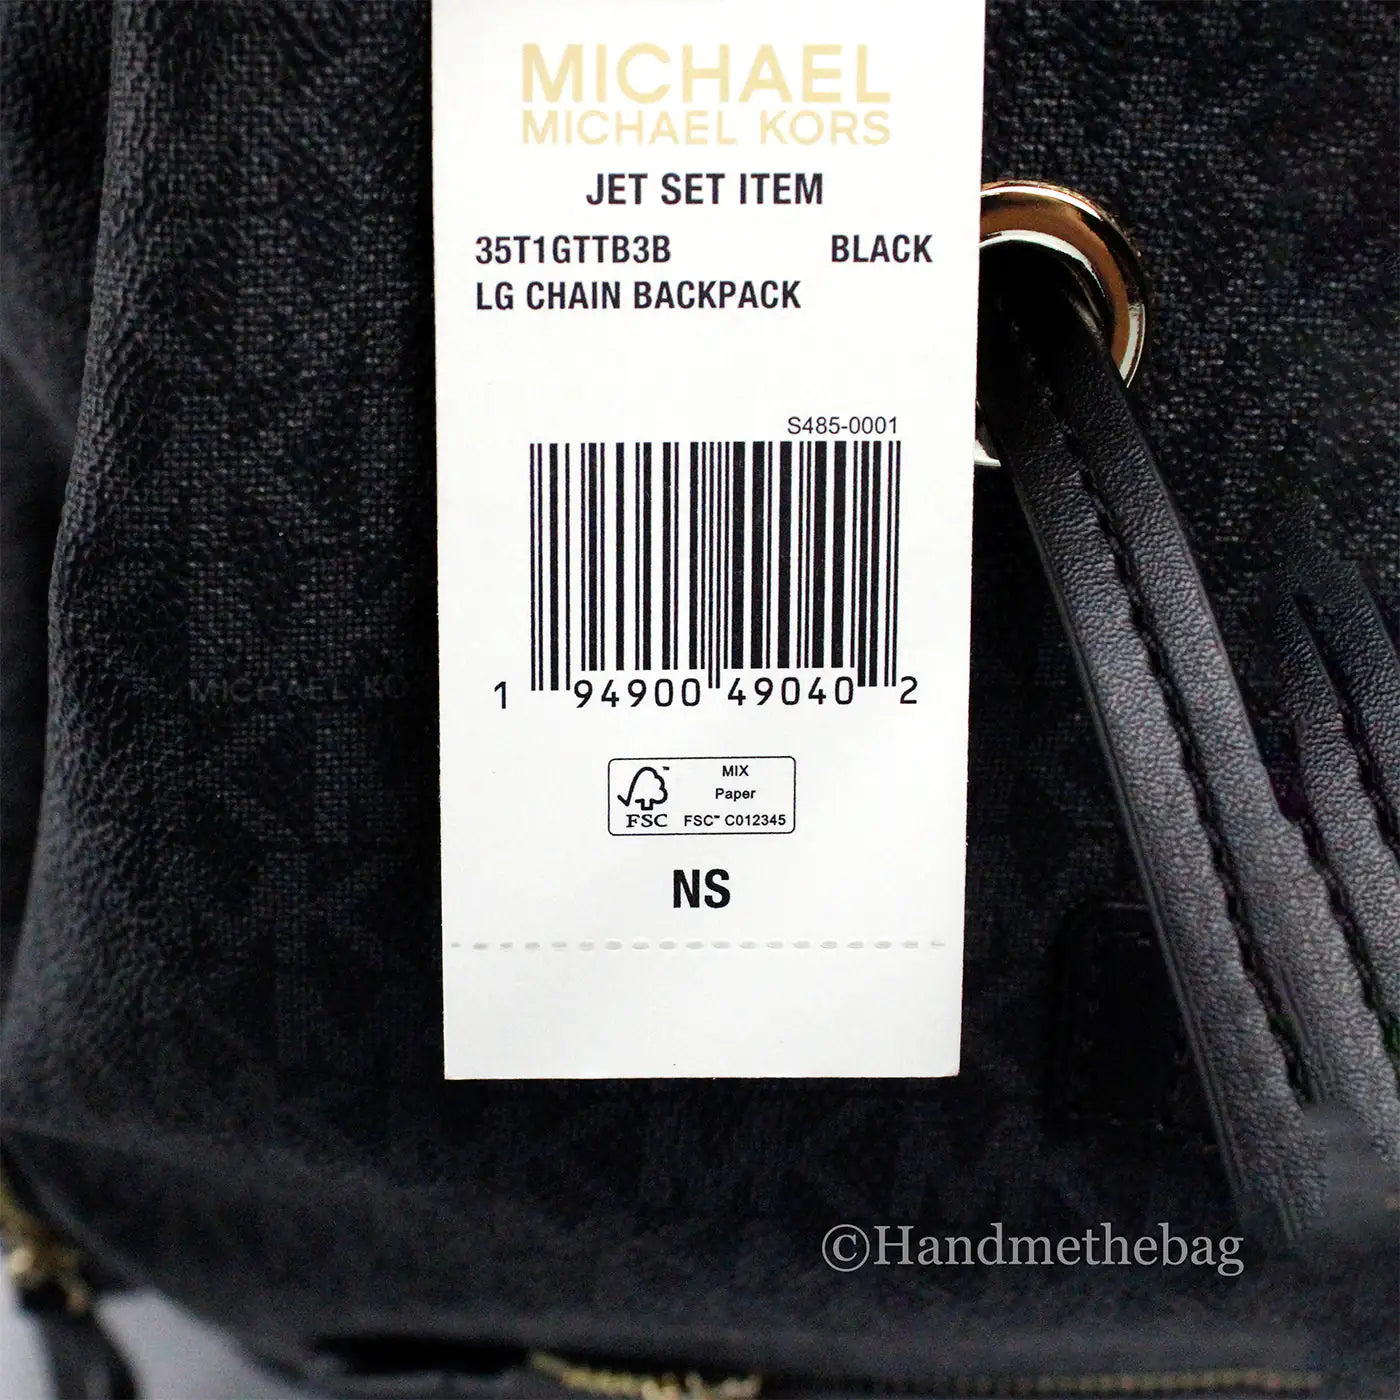 MICHAEL
MICHAEL KORS
JET SET ITEM
35T1GTTB3B BLACK
LG CHAIN BACKPACK
S485-0001
1 94900 49040 2
MIX
Paper
FSC™ C012345
FSC
NS
MICHAEL KO
©Handmethebag